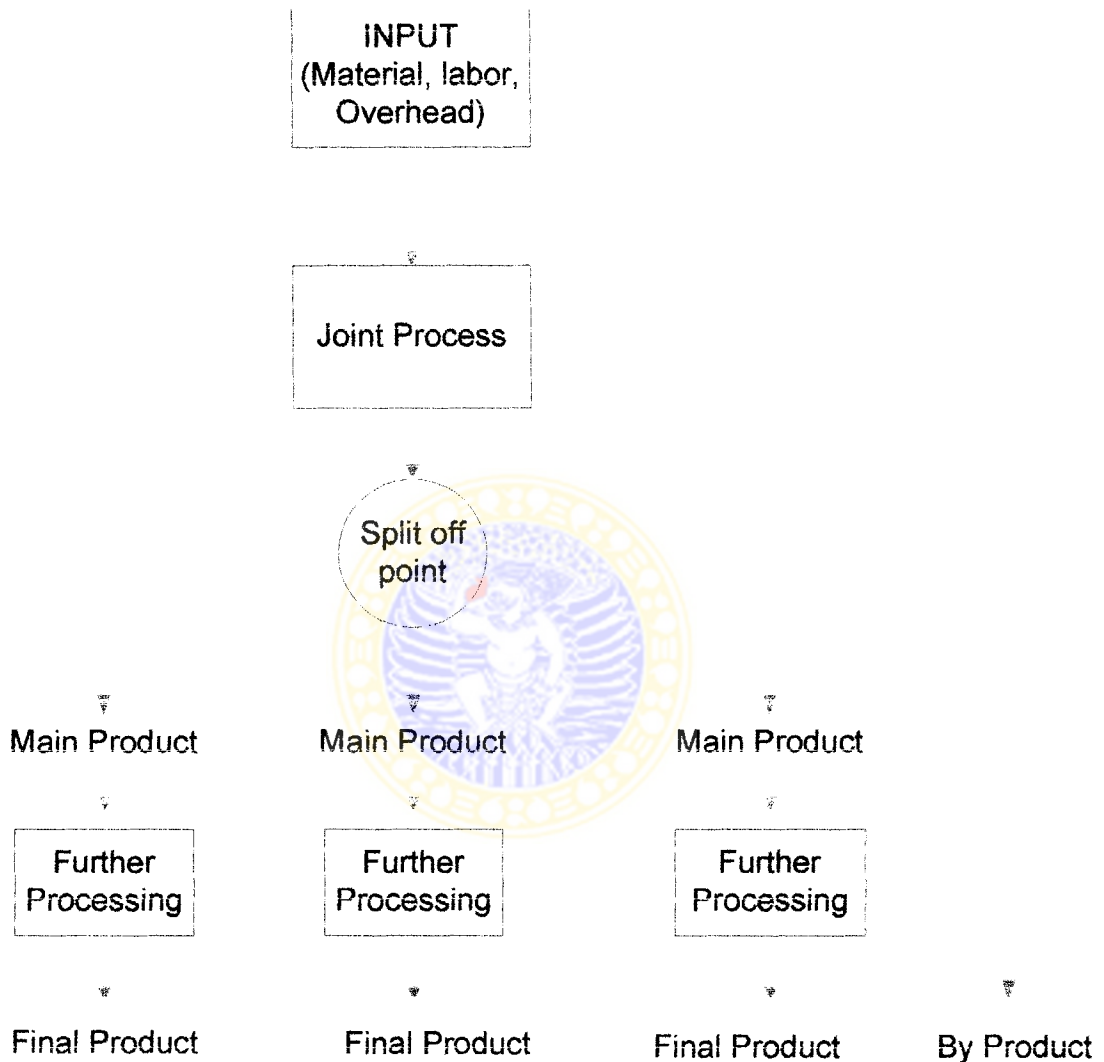 INPUT
(Material, labor,
Overhead)
Joint Process
Split off
point
Main Product
Main Product
Main Product
Further
Processing
Further
Processing
Further
Processing
Final Product
Final Product
Final Product
By Product